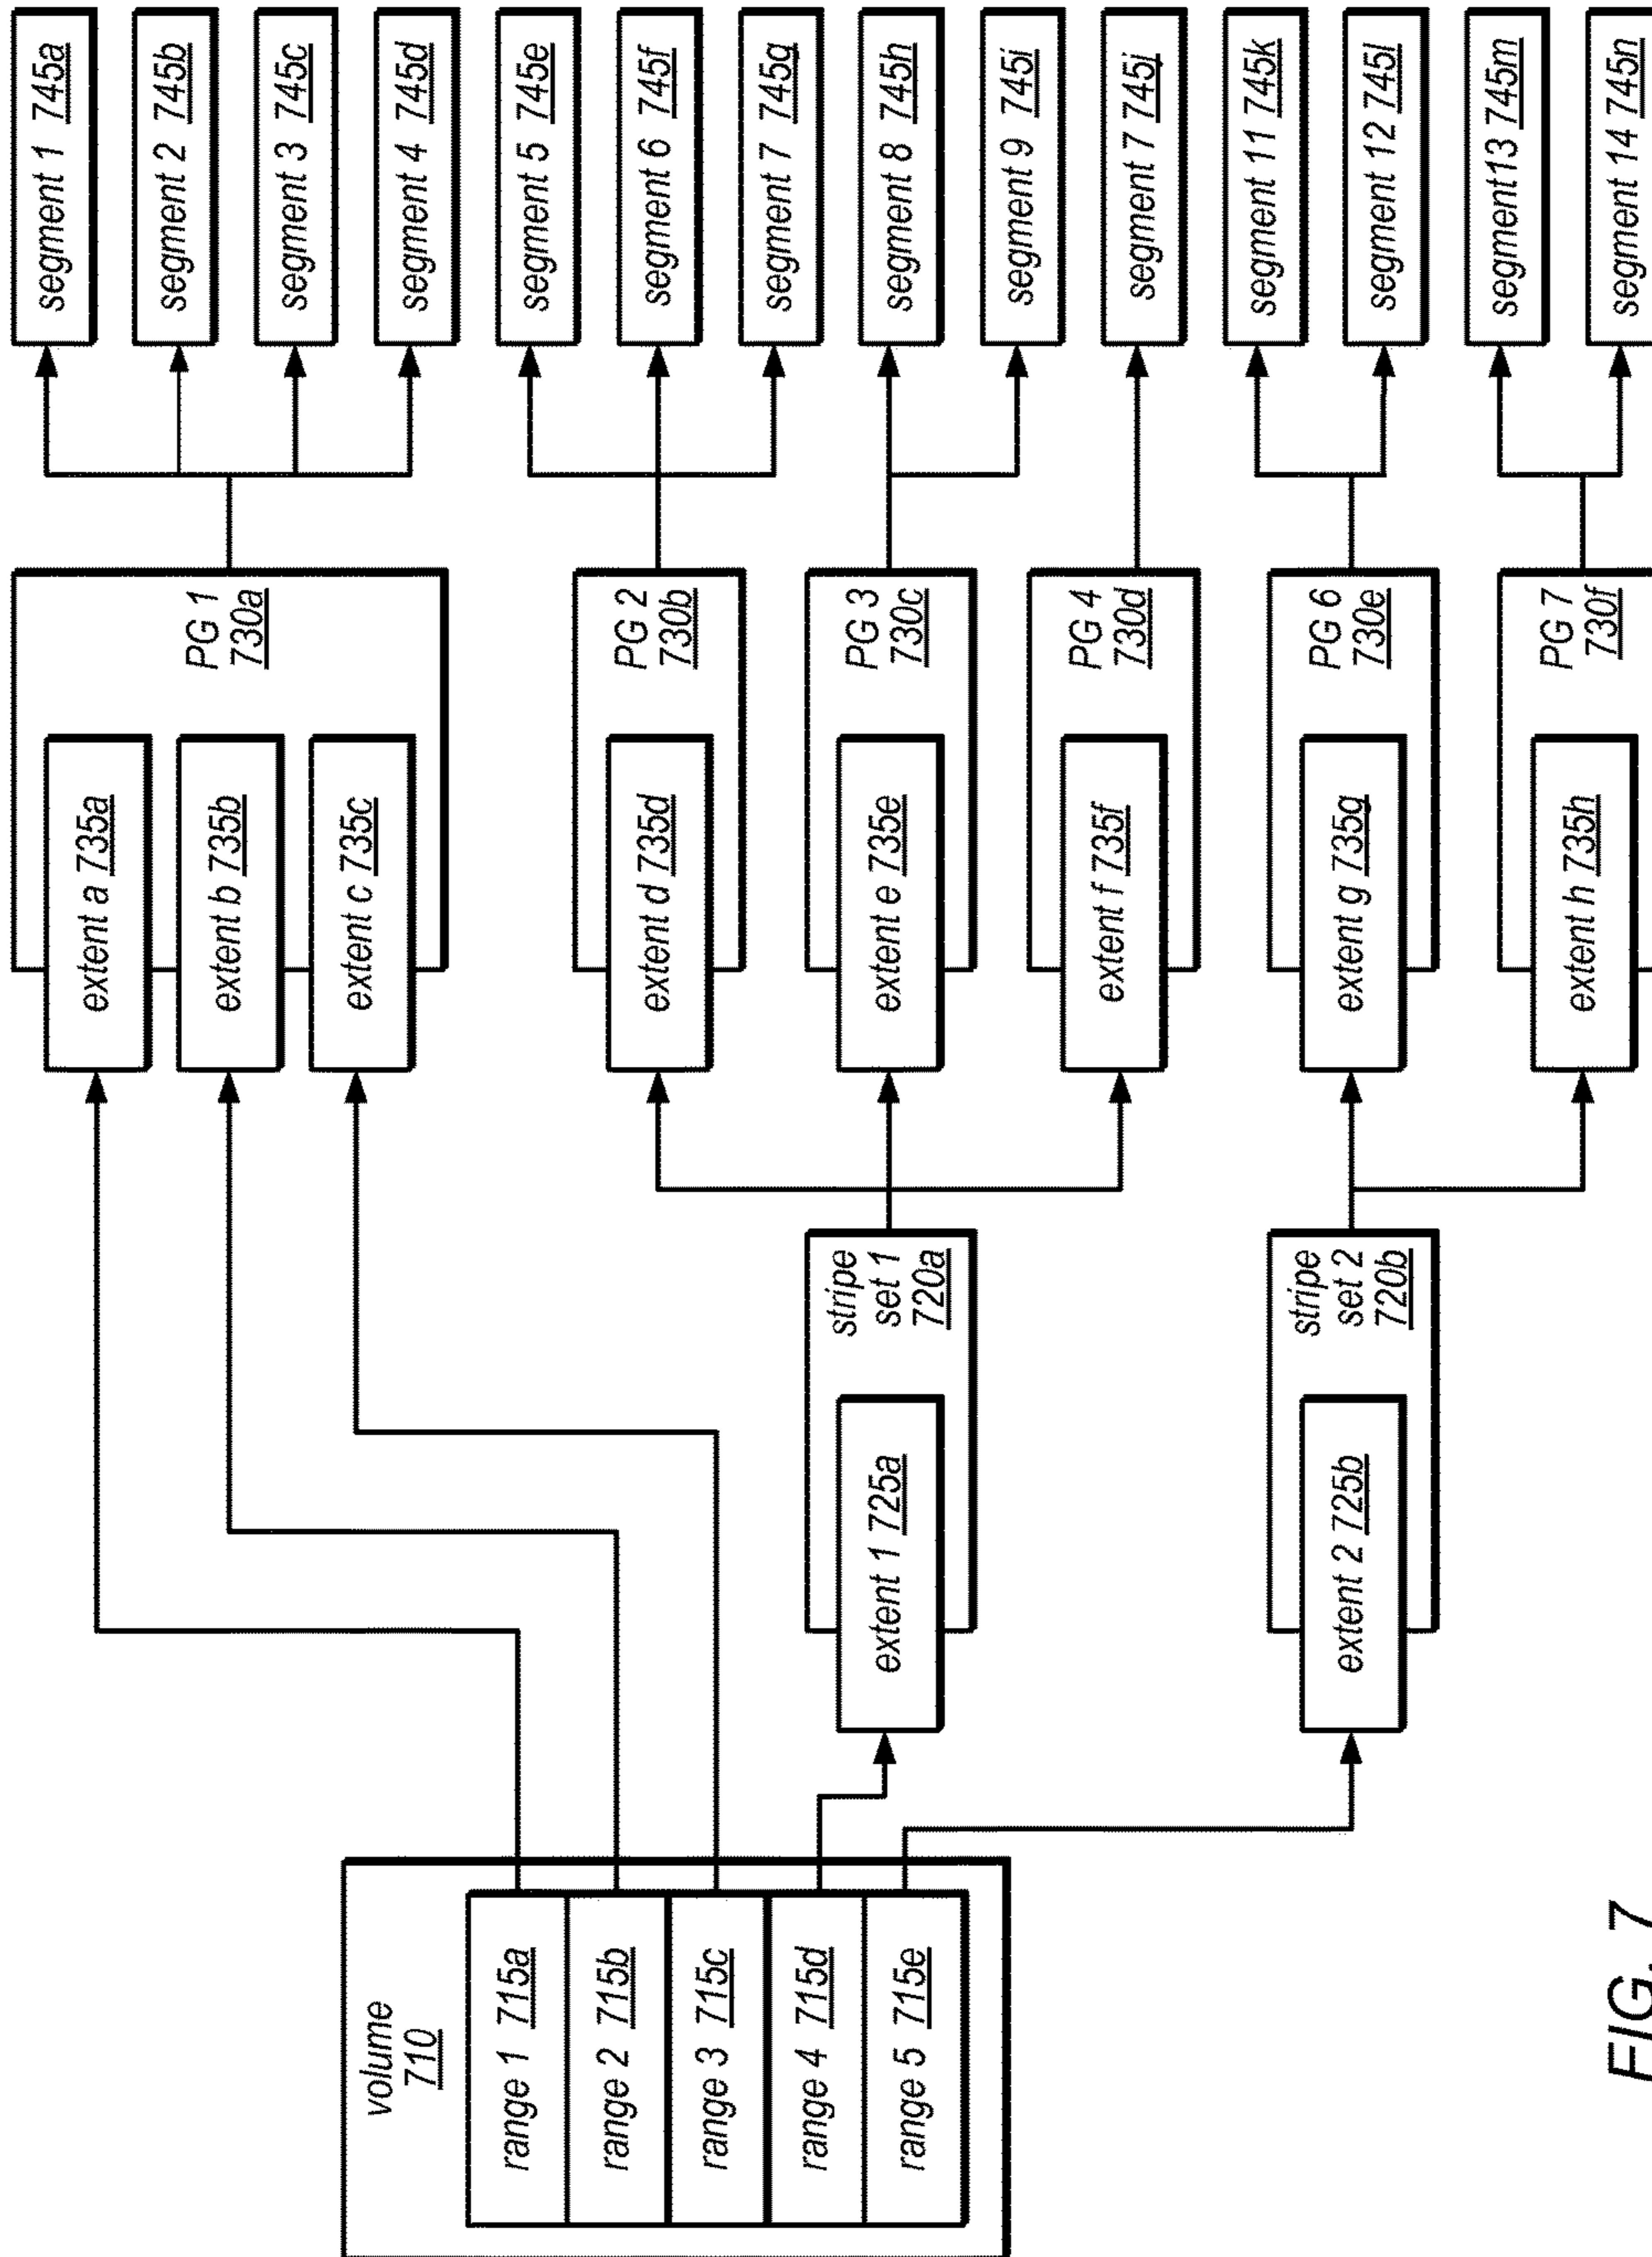 volume
710
range 1 715a
range 2 715b
range 3 715c
range 4 715d
range 5 715e
extent 1 725a
stripe
set 1
720a
extent 2 725b
stripe
set 2
720b
extent a 735a
extent b 735b
extent c 735c
PG 1
730a
extent d 735d
PG 2
730b
extent e 735e
PG 3
730c
extent f 735f
PG 4
730d
extent g 735g
PG 6
730e
extent h 735h
PG 7
730f
segment 1 745a
segment 2 745b
segment 3 745c
segment 4 745d
segment 5 745e
segment 6 745f
segment 7 745g
segment 8 745h
segment 9 745i
segment 7 745j
segment 11 745k
segment 12 745l
segment13 745m
segment 14 745n
FIG. 7